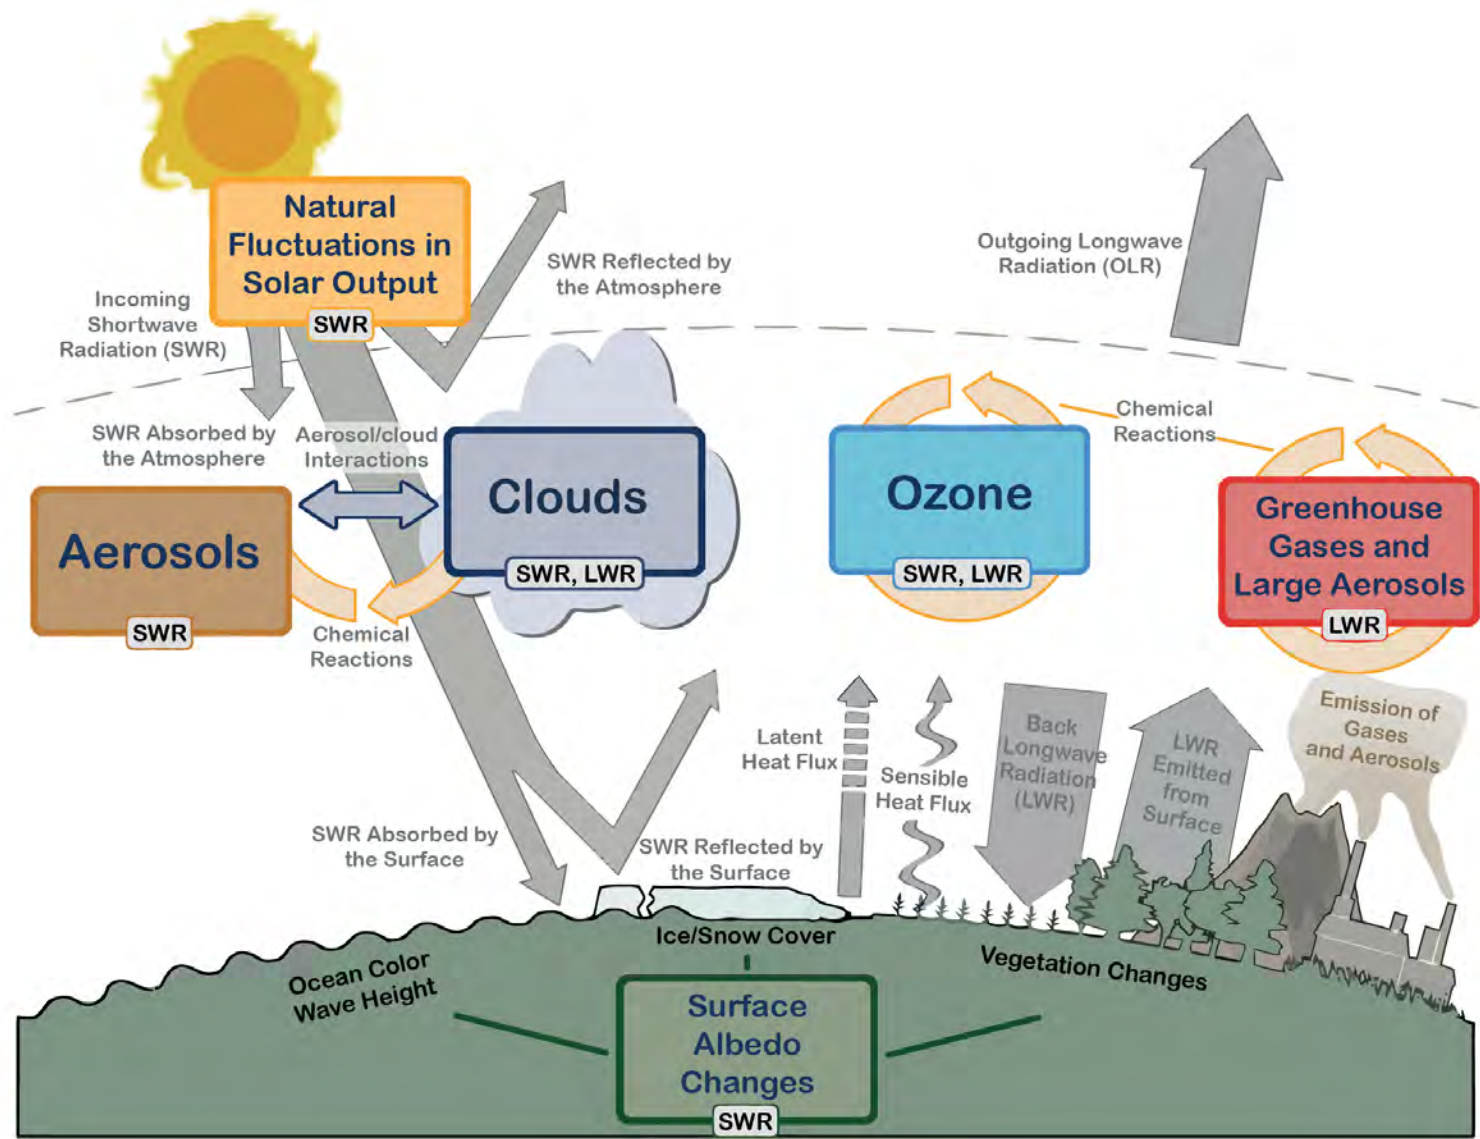 Natural
Fluctuations in
Solar Output
SWR
Incoming
Shortwave
Radiation (SWR)
SWR Reflected by
the Atmosphere
Outgoing Longwave
Radiation (OLR)
SWR Absorbed by
the Atmosphere
Aerosol/cloud
Interactions
Chemical
Reactions
Aerosols
SWR
Clouds
SWR, LWR
Ozone
SWR, LWR
Greenhouse
Gases and
Large Aerosols
LWR
Chemical
Reactions
Latent
Heat Flux
Sensible
Heat Flux
Back
Longwave
Radiation
(LWR)
LWR
Emitted
from
Surface
Emission of
Gases
and Aerosols
SWR Absorbed by
the Surface
SWR Reflected by
the Surface
Ice/Snow Cover
Ocean Color
Wave Height
Vegetation Changes
Surface
Albedo
Changes
SWR